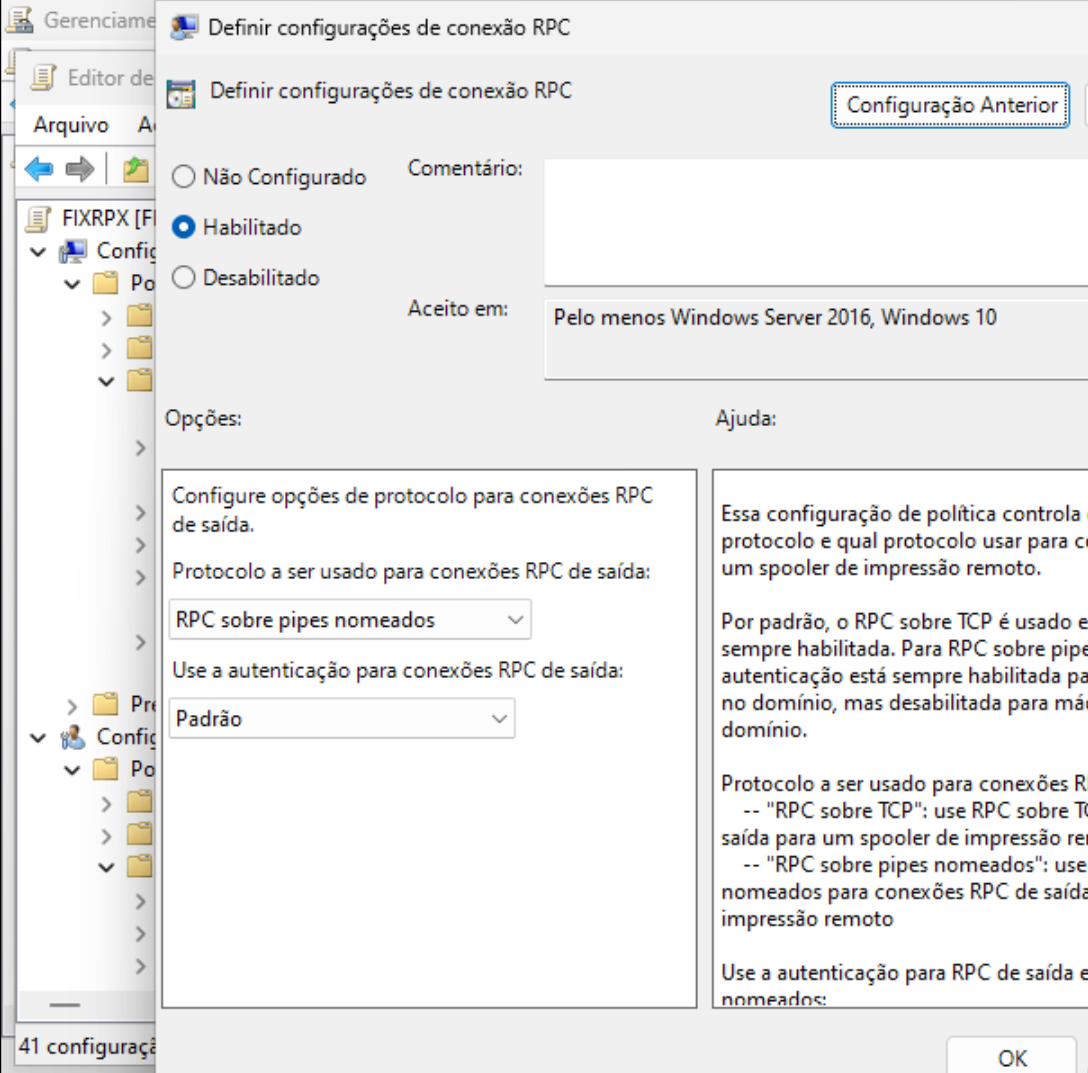 Gerenciame
Definir configurações de conexão RPC
Editor de
Definir configurações de conexão RPC
Configuração Anterior
Arquivo
Não Configurado
Comentário:
Habilitado
FIXRPX [FI
Config
Desabilitado
Po
Aceito em:
Pelo menos Windows Server 2016, Windows 10
Opções:
Ajuda:
Configure opções de protocolo para conexões RPC
de saída.
Protocolo a ser usado para conexões RPC de saída:
RPC sobre pipes nomeados
Use a autenticação para conexões RPC de saída:
Padrão
Essa configuração de política controla
protocolo e qual protocolo usar para c
um spooler de impressão remoto.
Por padrão, o RPC sobre TCP é usado e
sempre habilitada. Para RPC sobre pipe
autenticação está sempre habilitada pa
no domínio, mas desabilitada para má
domínio.
Protocolo a ser usado para conexões R
-- "RPC sobre TCP": use RPC sobre TC
saída para um spooler de impressão re
-- "RPC sobre pipes nomeados": use
nomeados para conexões RPC de saída
impressão remoto
Use a autenticação para RPC de saída e
nomeados:
Pre
Config
Po
41 configuraçã
OK